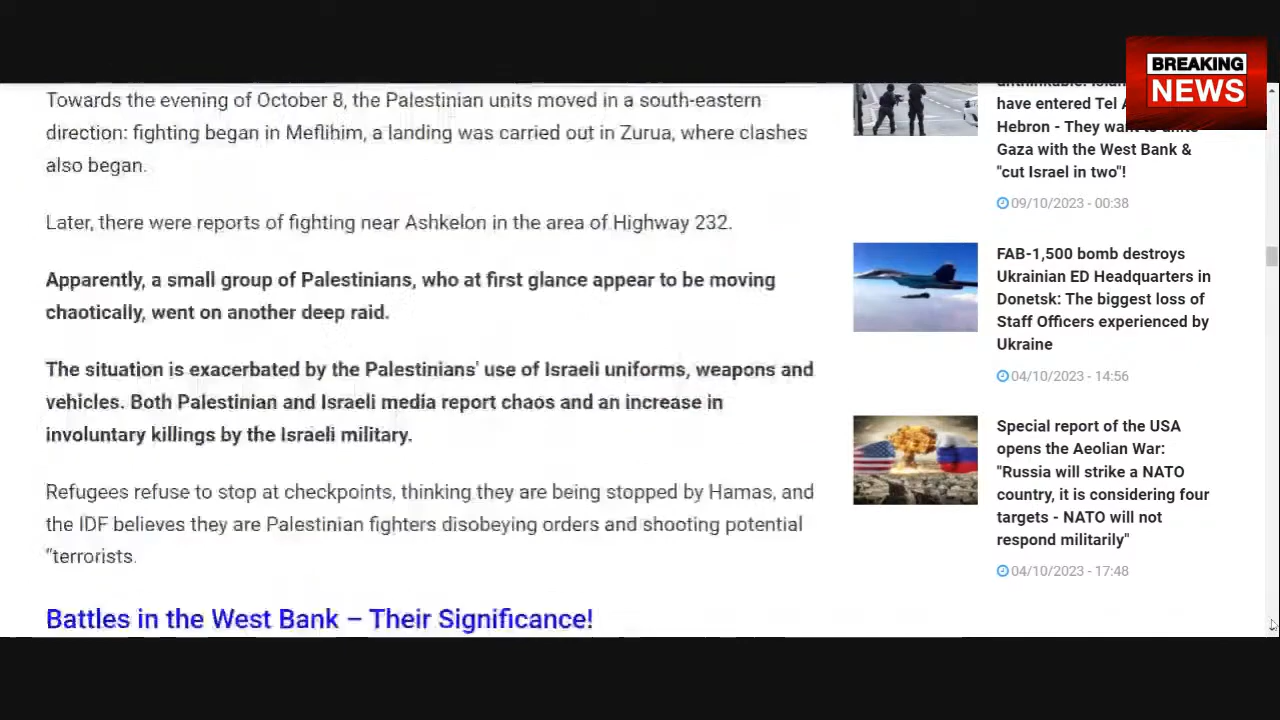 BREAKING
NEWS
Towards the evening of October 8, the Palestinian units moved in a south-eastern
direction: fighting began in Meflihim, a landing was carried out in Zurua, where clashes
also began.
Later, there were reports of fighting near Ashkelon in the area of Highway 232.
Apparently, a small group of Palestinians, who at first glance appear to be moving
chaotically, went on another deep raid.
The situation is exacerbated by the Palestinians' use of Israeli uniforms, weapons and
vehicles. Both Palestinian and Israeli media report chaos and an increase in
involuntary killings by the Israeli military.
Refugees refuse to stop at checkpoints, thinking they are being stopped by Hamas, and
the IDF believes they are Palestinian fighters disobeying orders and shooting potential
“terrorists.
Battles in the West Bank – Their Significance!
have entered Tel
Hebron - They
Gaza with the West Bank &
"cut Israel in two"!
09/10/2023 - 00:38
FAB-1,500 bomb destroys
Ukrainian ED Headquarters in
Donetsk: The biggest loss of
Staff Officers experienced by
Ukraine
04/10/2023 - 14:56
Special report of the USA
opens the Aeolian War:
"Russia will strike a NATO
country, it is considering four
targets - NATO will not
respond militarily"
04/10/2023 - 17:48